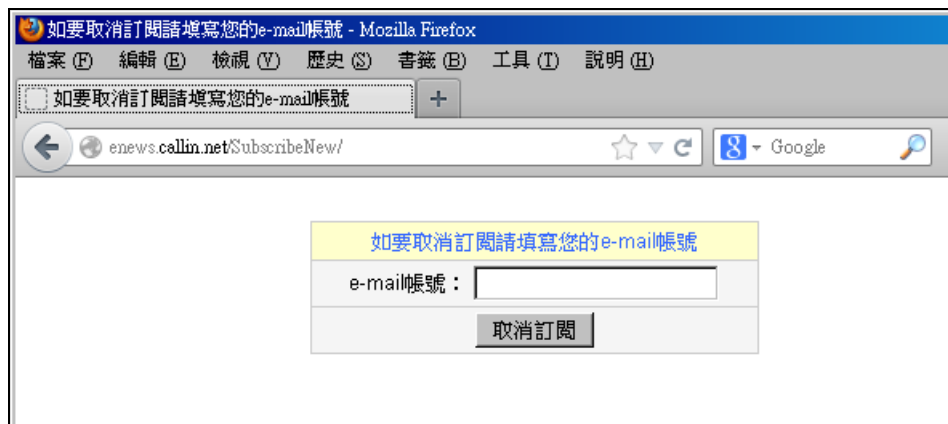 如要取消訂閱請填寫您的e-mail帳號 - Mozilla Firefox
檔案 (F) 編輯 (E) 檢視 (V) 歷史 (S) 書籤 (B) 工具 (T) 說明 (H)
如要取消訂閱請填寫您的e-mail帳號 +
enews.callin.net/SubscribeNew/ 8 Google
如要取消訂閱請填寫您的e-mail帳號
e-mail帳號：
取消訂閱